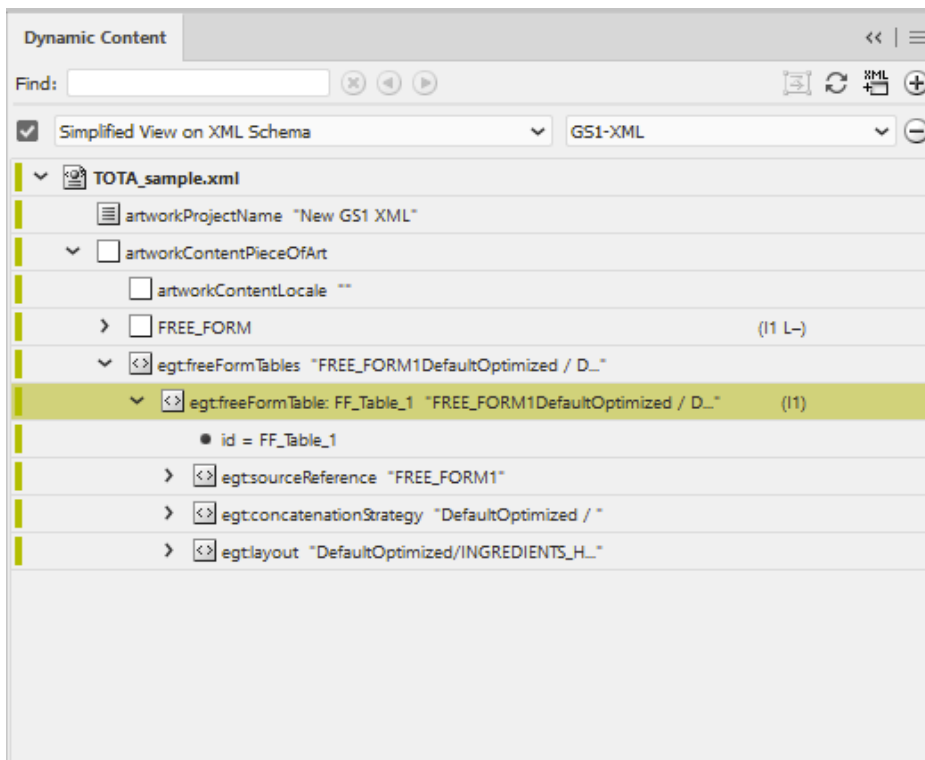 Dynamic Content
Find:
Simplified View on XML Schema GS1-XML
TOTA_sample.xml
artworkProjectName "New GS1 XML"
artworkContentPieceOfArt
artworkContentLocale ""
FREE_FORM (I1 L–)
egt:freeFormTables "FREE_FORM1DefaultOptimized / D..."
egt:freeFormTable: FF_Table_1 "FREE_FORM1DefaultOptimized / D..." (I1)
id = FF_Table_1
egt:sourceReference "FREE_FORM1"
egt:concatenationStrategy "DefaultOptimized / "
egt:layout "DefaultOptimized/INGREDIENTS_H..."